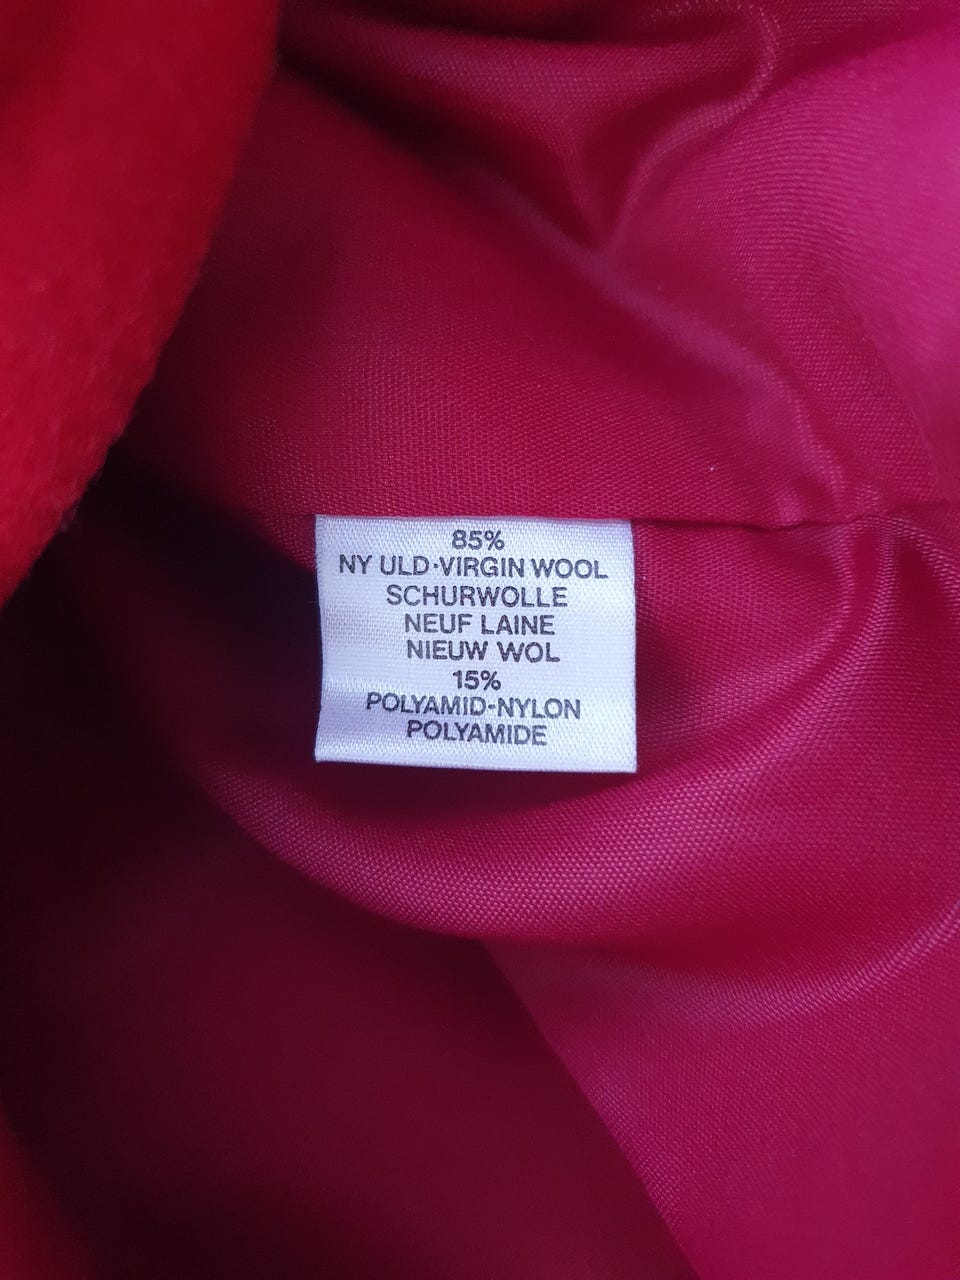 85%
NY ULD·VIRGIN WOOL
SCHURWOLLE
NEUF LAINE
NIEUW WOL
15%
POLYAMID-NYLON
POLYAMIDE